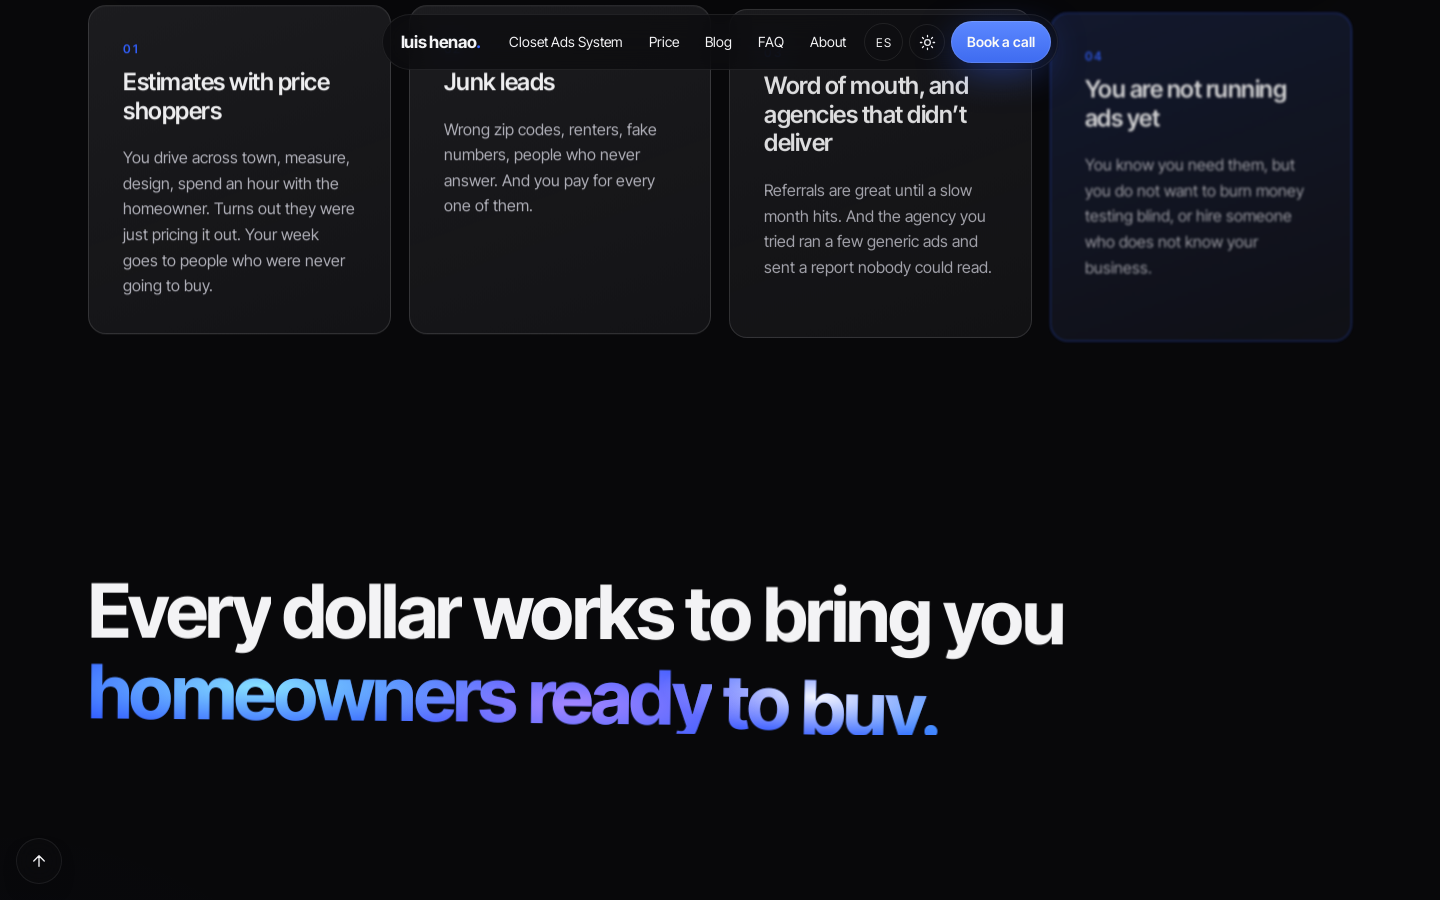 luis henao.
Closet Ads System
Price
Blog
FAQ
About
ES
Book a call
01
Estimates with price
shoppers
You drive across town, measure,
design, spend an hour with the
homeowner. Turns out they were
just pricing it out. Your week
goes to people who were never
going to buy.
Junk leads
Wrong zip codes, renters, fake
numbers, people who never
answer. And you pay for every
one of them.
Word of mouth, and
agencies that didn’t
deliver
Referrals are great until a slow
month hits. And the agency you
tried ran a few generic ads and
sent a report nobody could read.
04
You are not running
ads yet
You know you need them, but
you do not want to burn money
testing blind, or hire someone
who does not know your
business.
Every dollar works to bring you
homeowners ready to buy.